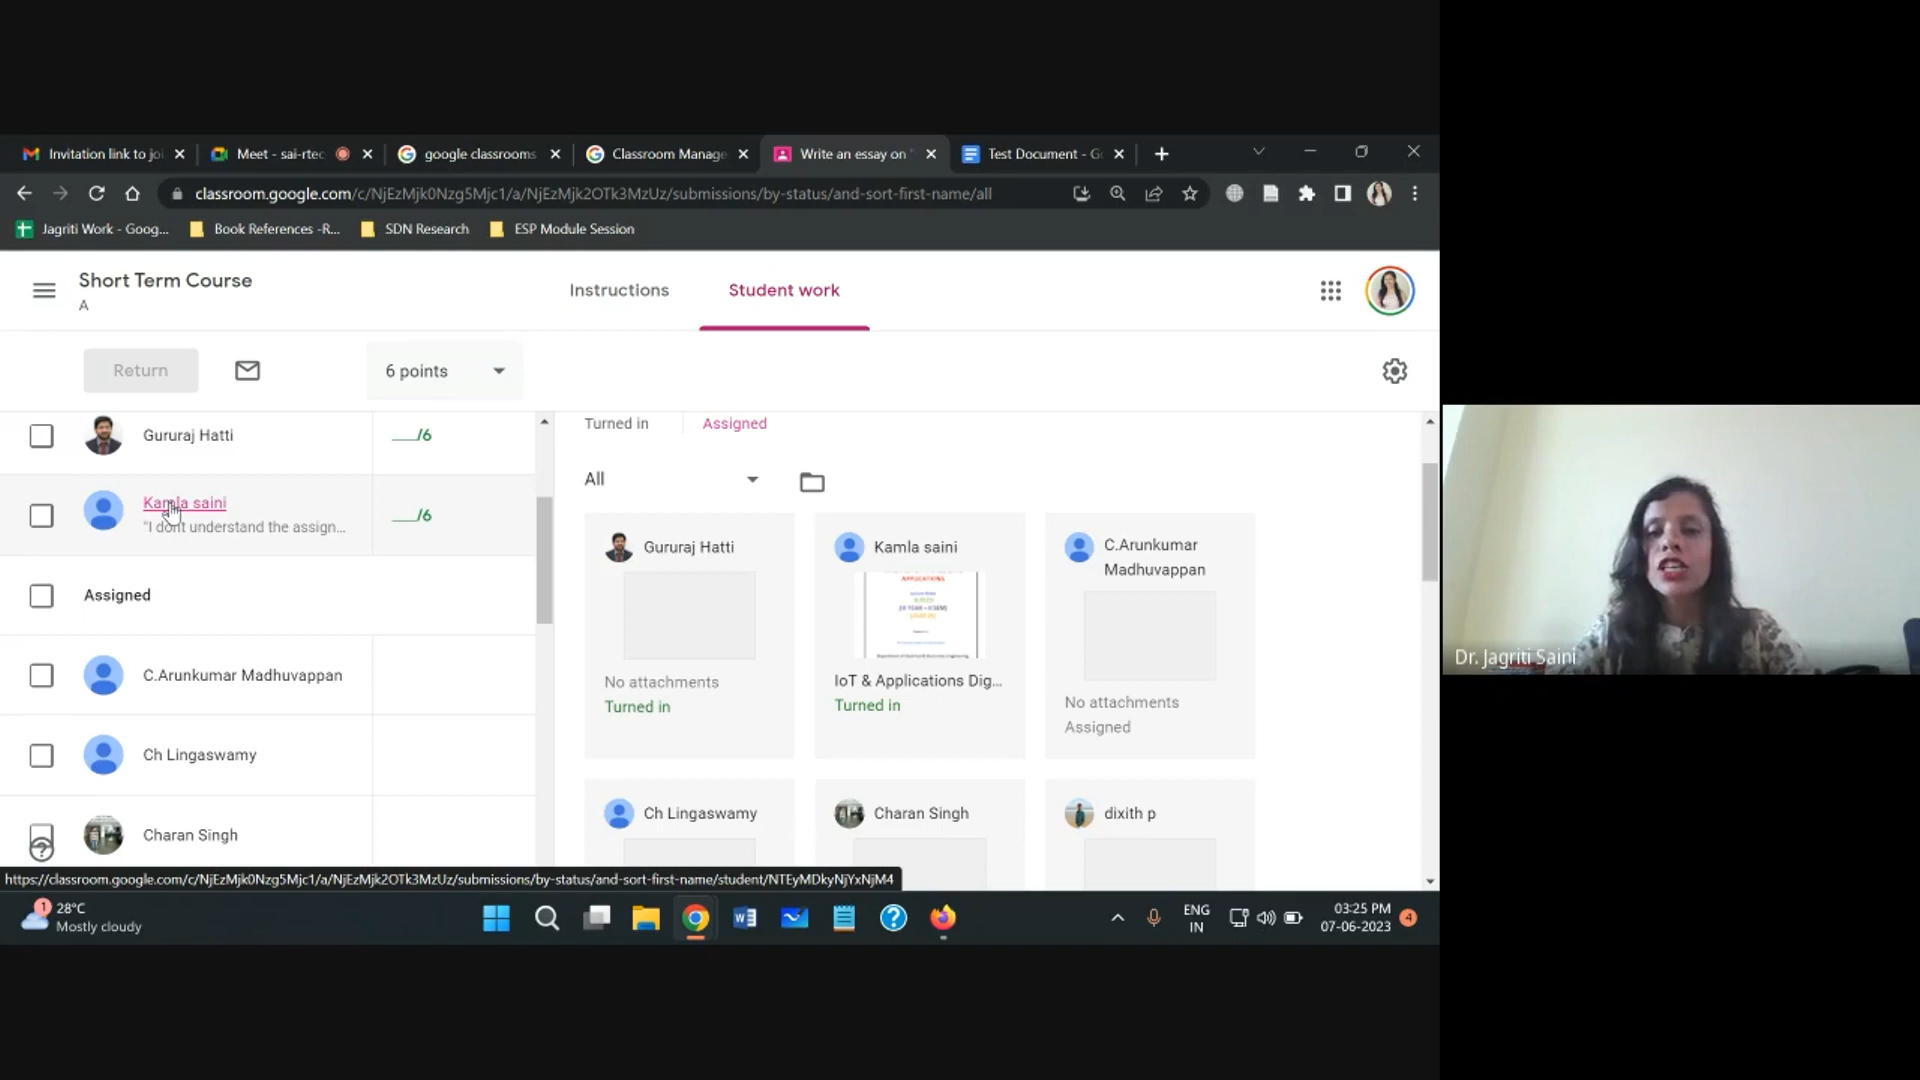 Invitation link to joi
Meet - sai-rtec
google classrooms
Classroom Manage
Write an essay on "
Test Document - Go
classroom.google.com/c/NjEzMjk0Nzg5Mjc1/a/NjEzMjk2OTk3MzUz/submissions/by-status/and-sort-first-name/all
Jagriti Work - Goog...
Book References -R...
SDN Research
ESP Module Session
Short Term Course
A
Instructions
Student work
Return
6 points
Gururaj Hatti
___/6
Kamla saini
"I dont understand the assign...
___/6
Assigned
C.Arunkumar Madhuvappan
Ch Lingaswamy
Charan Singh
Turned in
Assigned
All
Gururaj Hatti
No attachments
Turned in
Kamla saini
APPLICATIONS
IoT & Applications Dig...
Turned in
C.Arunkumar
Madhuvappan
No attachments
Assigned
Ch Lingaswamy
Charan Singh
dixith p
https://classroom.google.com/c/NjEzMjk0Nzg5Mjc1/a/NjEzMjk2OTk3MzUz/submissions/by-status/and-sort-first-name/student/NTEyMDkyNjYxNjM4
1
28°C
Mostly cloudy
ENG
IN
03:25 PM
07-06-2023
4
Dr. Jagriti Saini